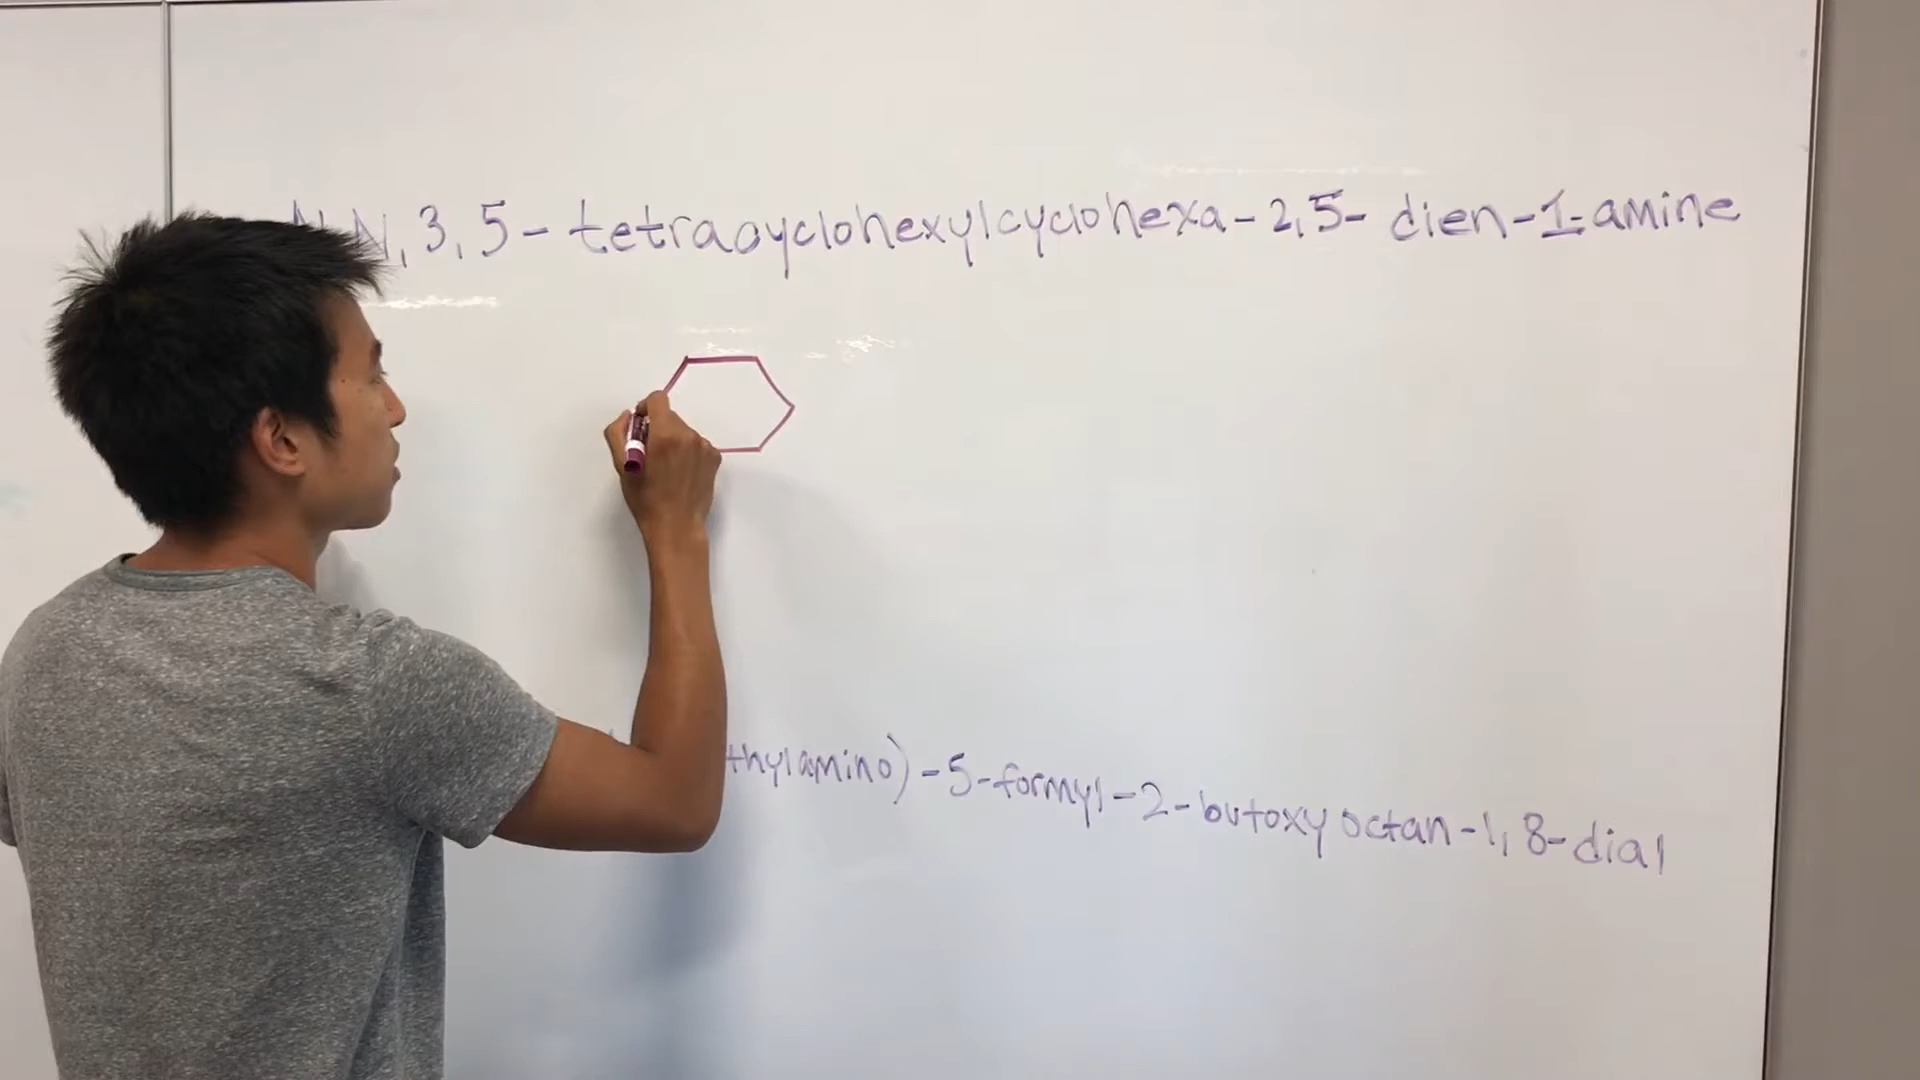 N,N,3,5-tetracyclohexylcyclohexa-2,5-dien-1-amine
thylamino)-5-formyl-2-butoxyoctan-1,8-dial